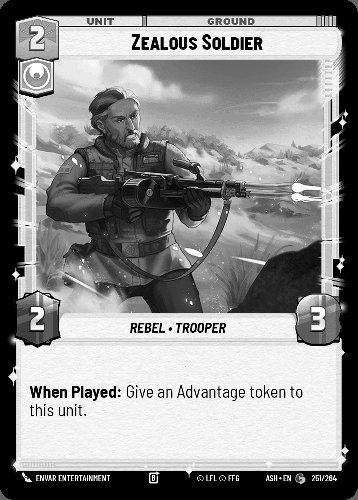 UNIT GROUND
2 ZEALOUS SOLDIER
2 REBEL • TROOPER 3
When Played: Give an Advantage token to
this unit.
ENVAR ENTERTAINMENT © LFL © FFG ASH • EN 251/264